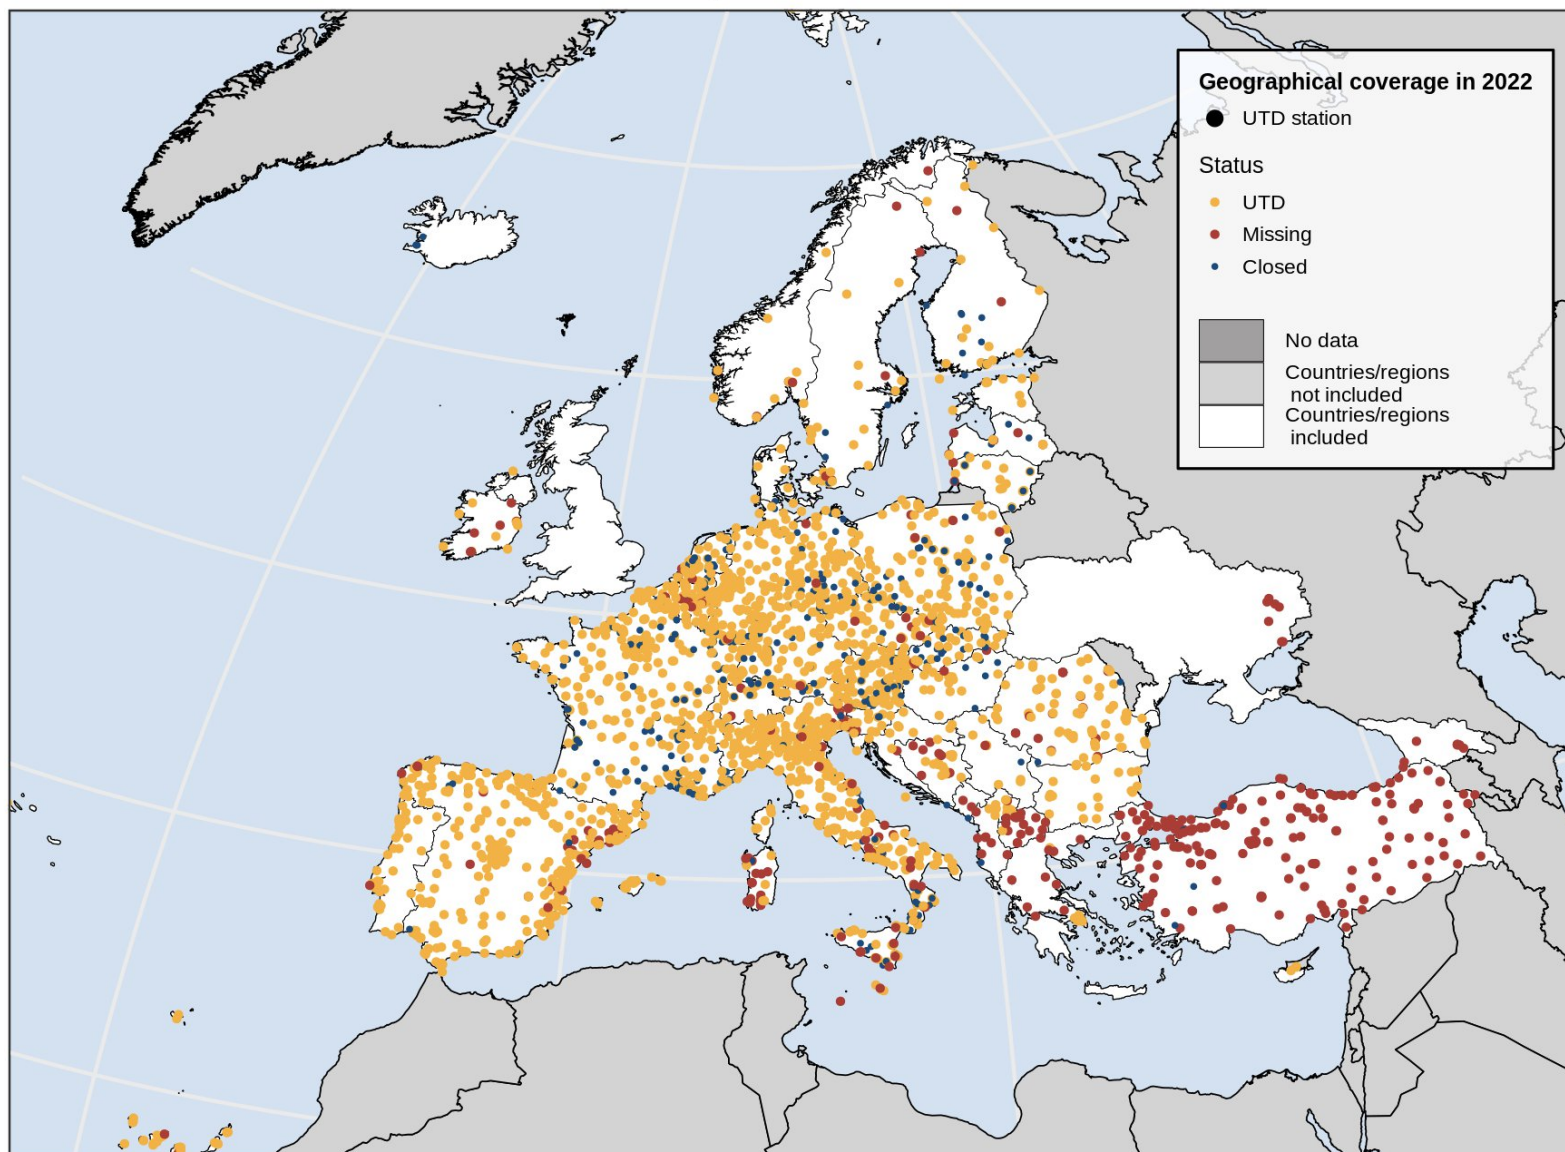 Geographical coverage in 2022
UTD station
Status
UTD
Missing
Closed
No data
Countries/regions
not included
Countries/regions
included